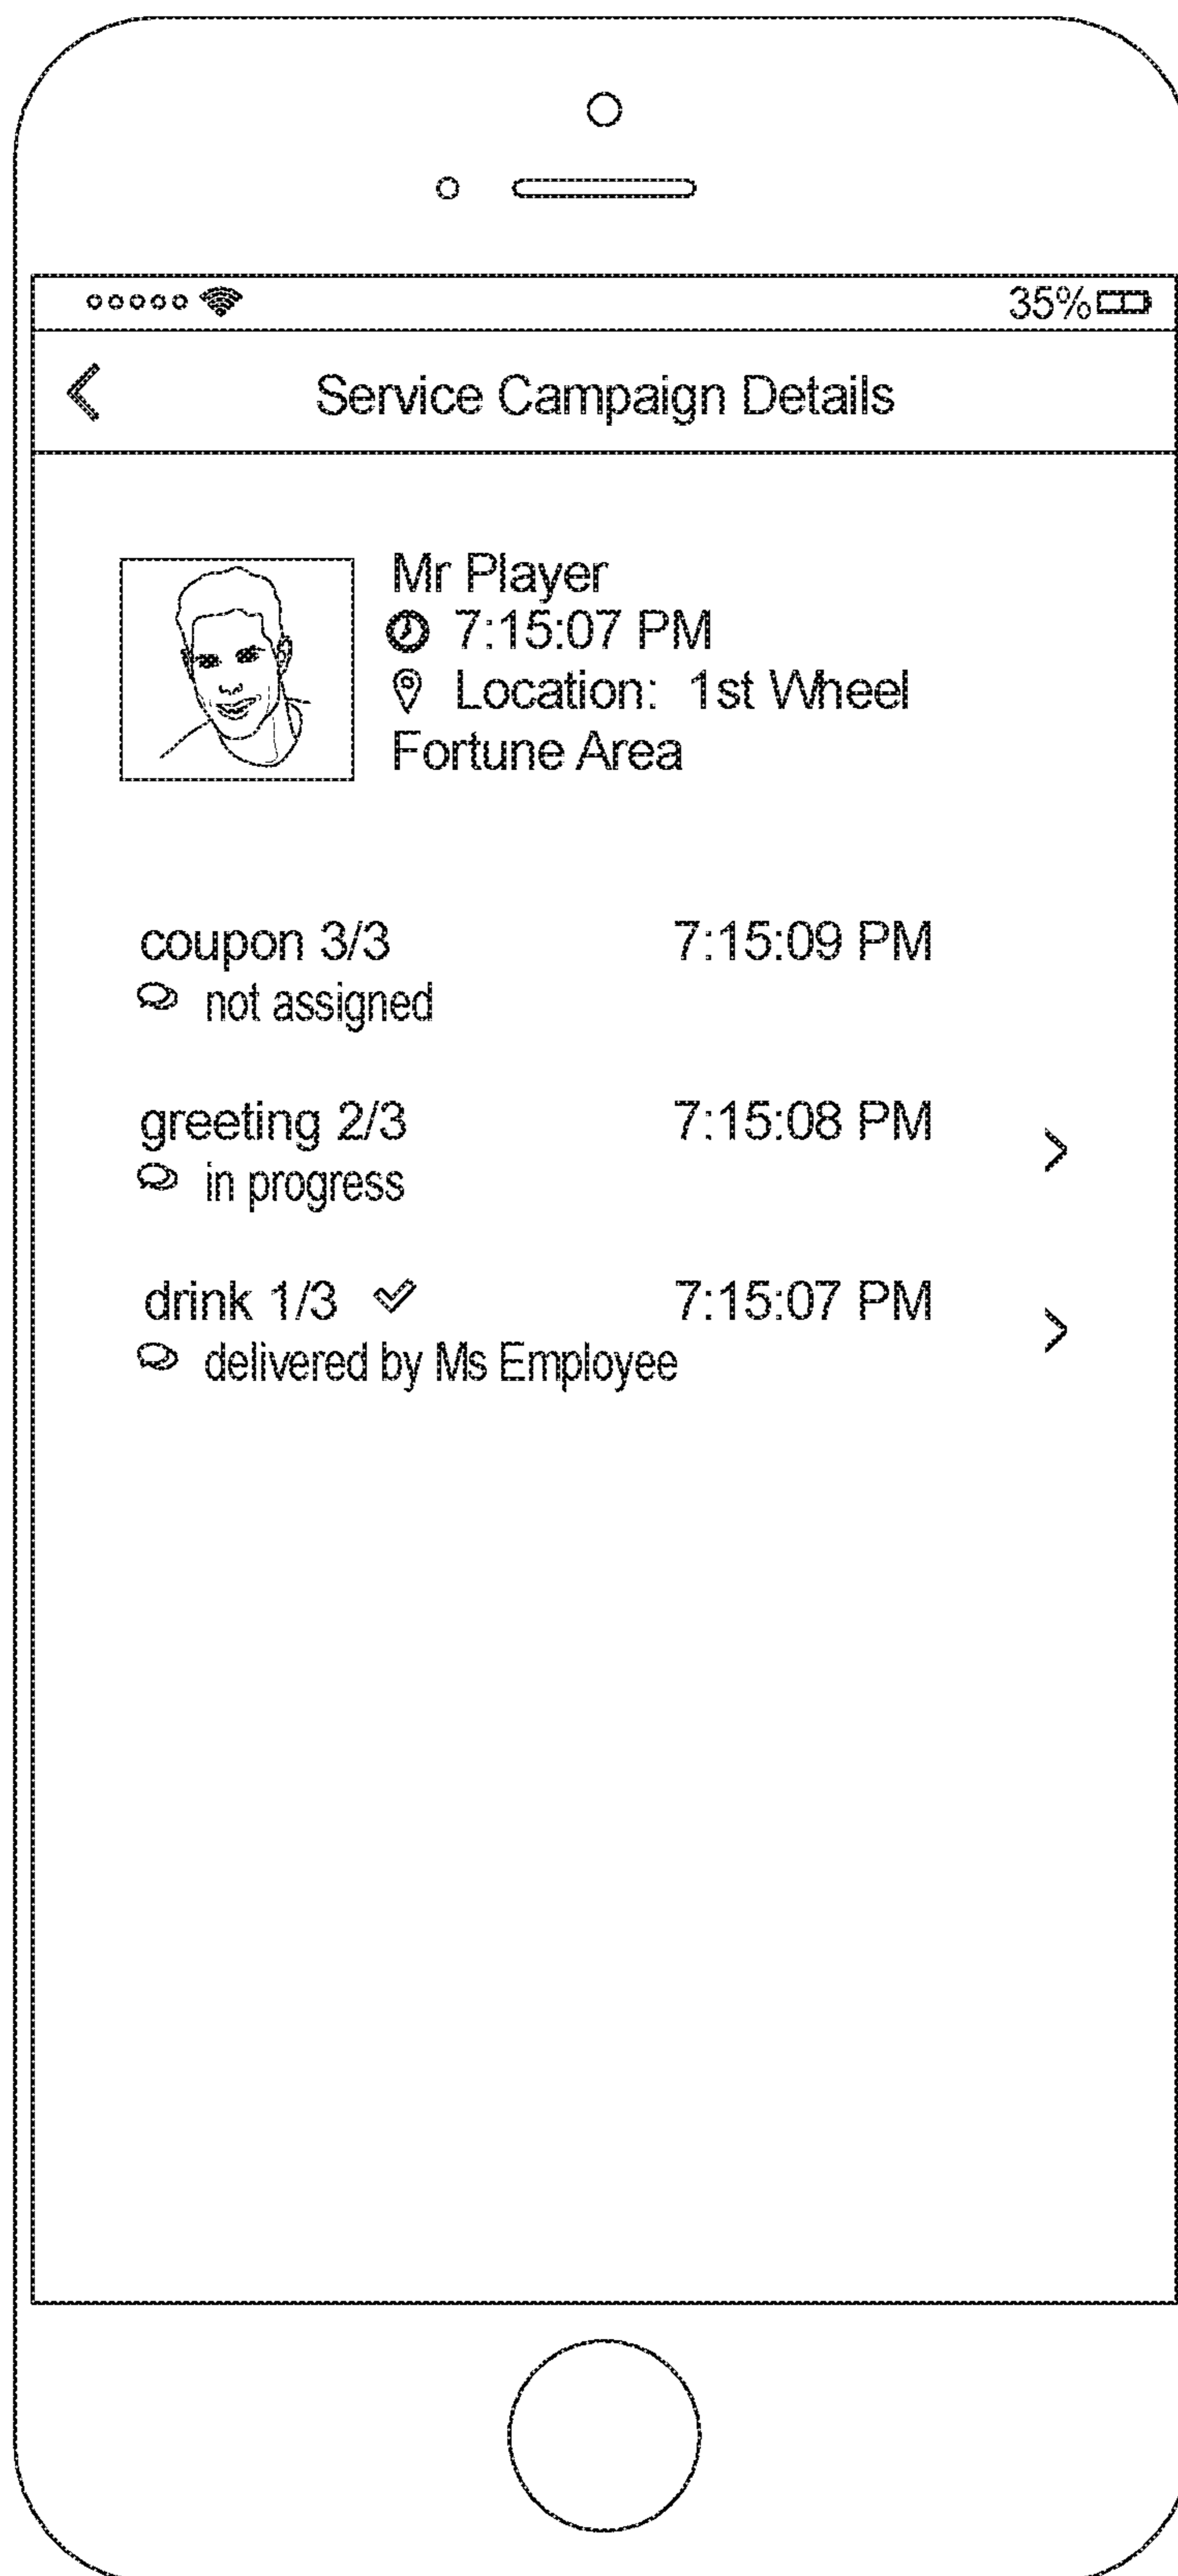 35%
Service Campaign Details
Mr Player
7:15:07 PM
Location: 1st Wheel
Fortune Area
coupon 3/3 7:15:09 PM
not assigned
greeting 2/3 7:15:08 PM
in progress
drink 1/3 7:15:07 PM
delivered by Ms Employee